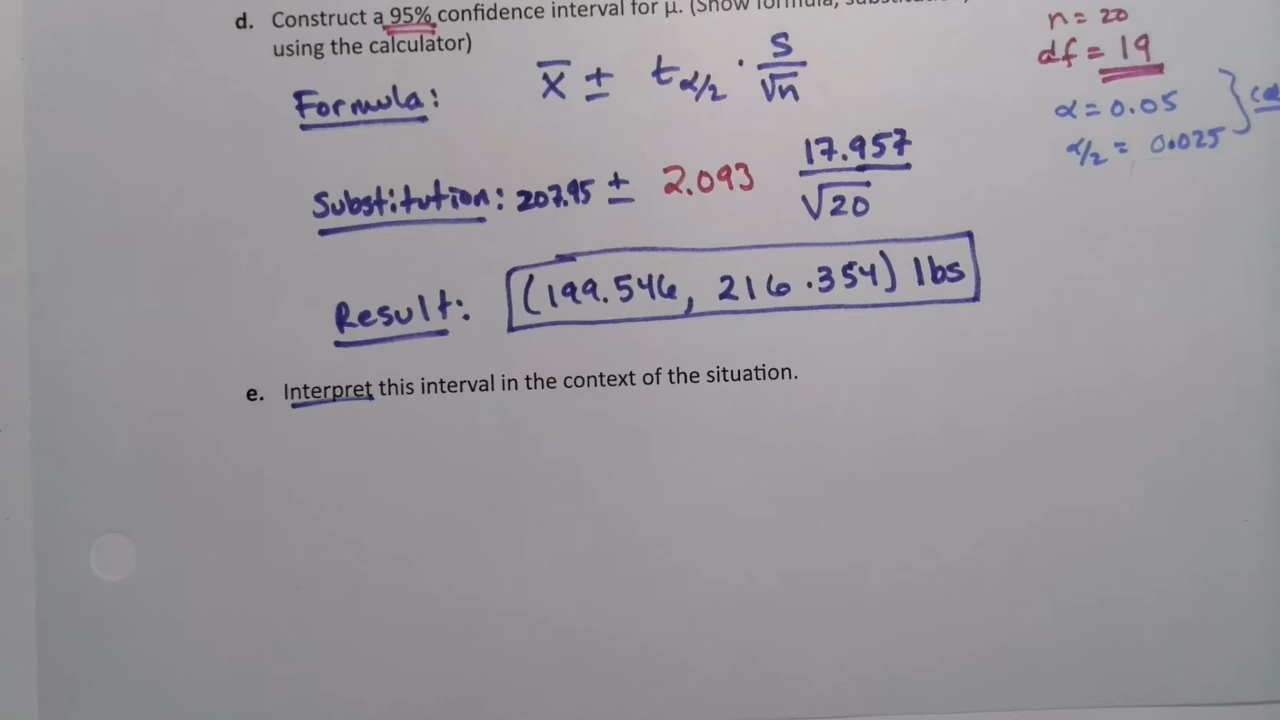 d. Construct a 95% confidence interval for μ. (Show formula,
using the calculator)
n = 20
df = 19
Formula: x̄ ± t α/2 · s/√n
α = 0.05
α/2 = 0.025
Substitution: 207.95 ± 2.093 17.957/√20
Result: (199.546, 216.354) lbs
e. Interpret this interval in the context of the situation.